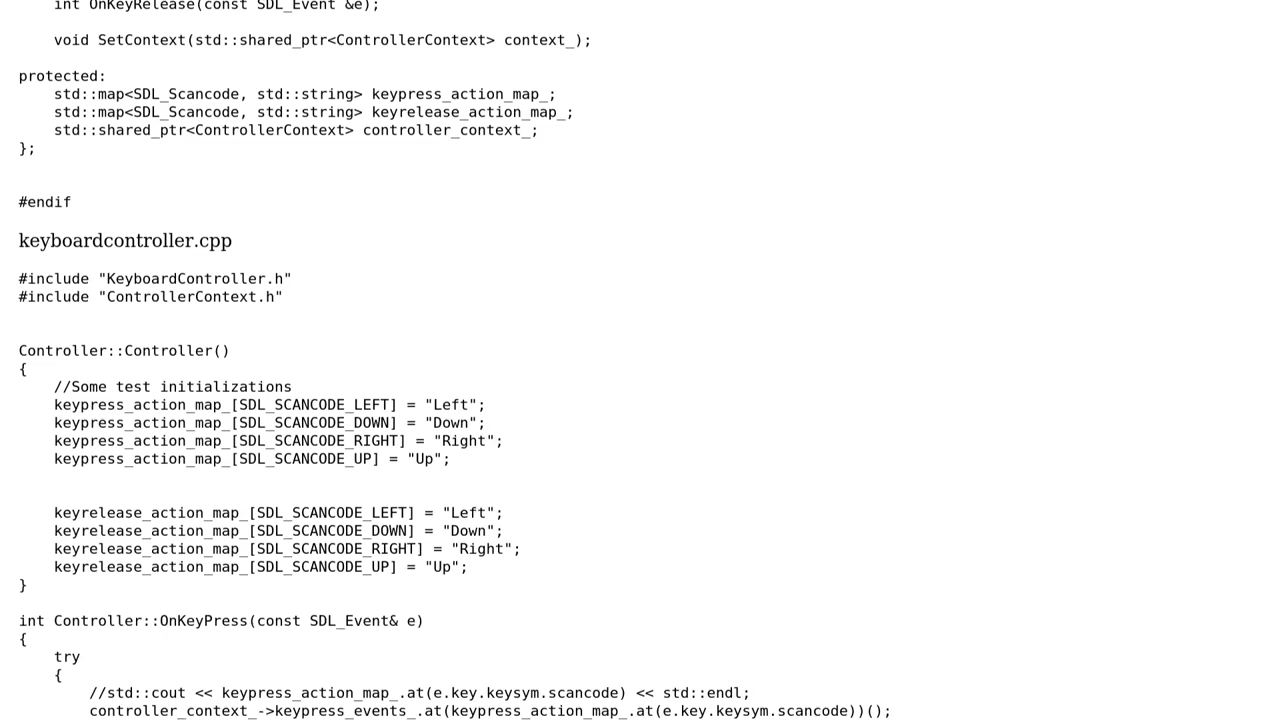 int OnKeyRelease(const SDL_Event &e);

    void SetContext(std::shared_ptr<ControllerContext> context_);

protected:
    std::map<SDL_Scancode, std::string> keypress_action_map_;
    std::map<SDL_Scancode, std::string> keyrelease_action_map_;
    std::shared_ptr<ControllerContext> controller_context_;
};


#endif

keyboardcontroller.cpp

#include "KeyboardController.h"
#include "ControllerContext.h"


Controller::Controller()
{
    //Some test initializations
    keypress_action_map_[SDL_SCANCODE_LEFT] = "Left";
    keypress_action_map_[SDL_SCANCODE_DOWN] = "Down";
    keypress_action_map_[SDL_SCANCODE_RIGHT] = "Right";
    keypress_action_map_[SDL_SCANCODE_UP] = "Up";


    keyrelease_action_map_[SDL_SCANCODE_LEFT] = "Left";
    keyrelease_action_map_[SDL_SCANCODE_DOWN] = "Down";
    keyrelease_action_map_[SDL_SCANCODE_RIGHT] = "Right";
    keyrelease_action_map_[SDL_SCANCODE_UP] = "Up";
}

int Controller::OnKeyPress(const SDL_Event& e)
{
    try
    {
        //std::cout << keypress_action_map_.at(e.key.keysym.scancode) << std::endl;
        controller_context_->keypress_events_.at(keypress_action_map_.at(e.key.keysym.scancode))();